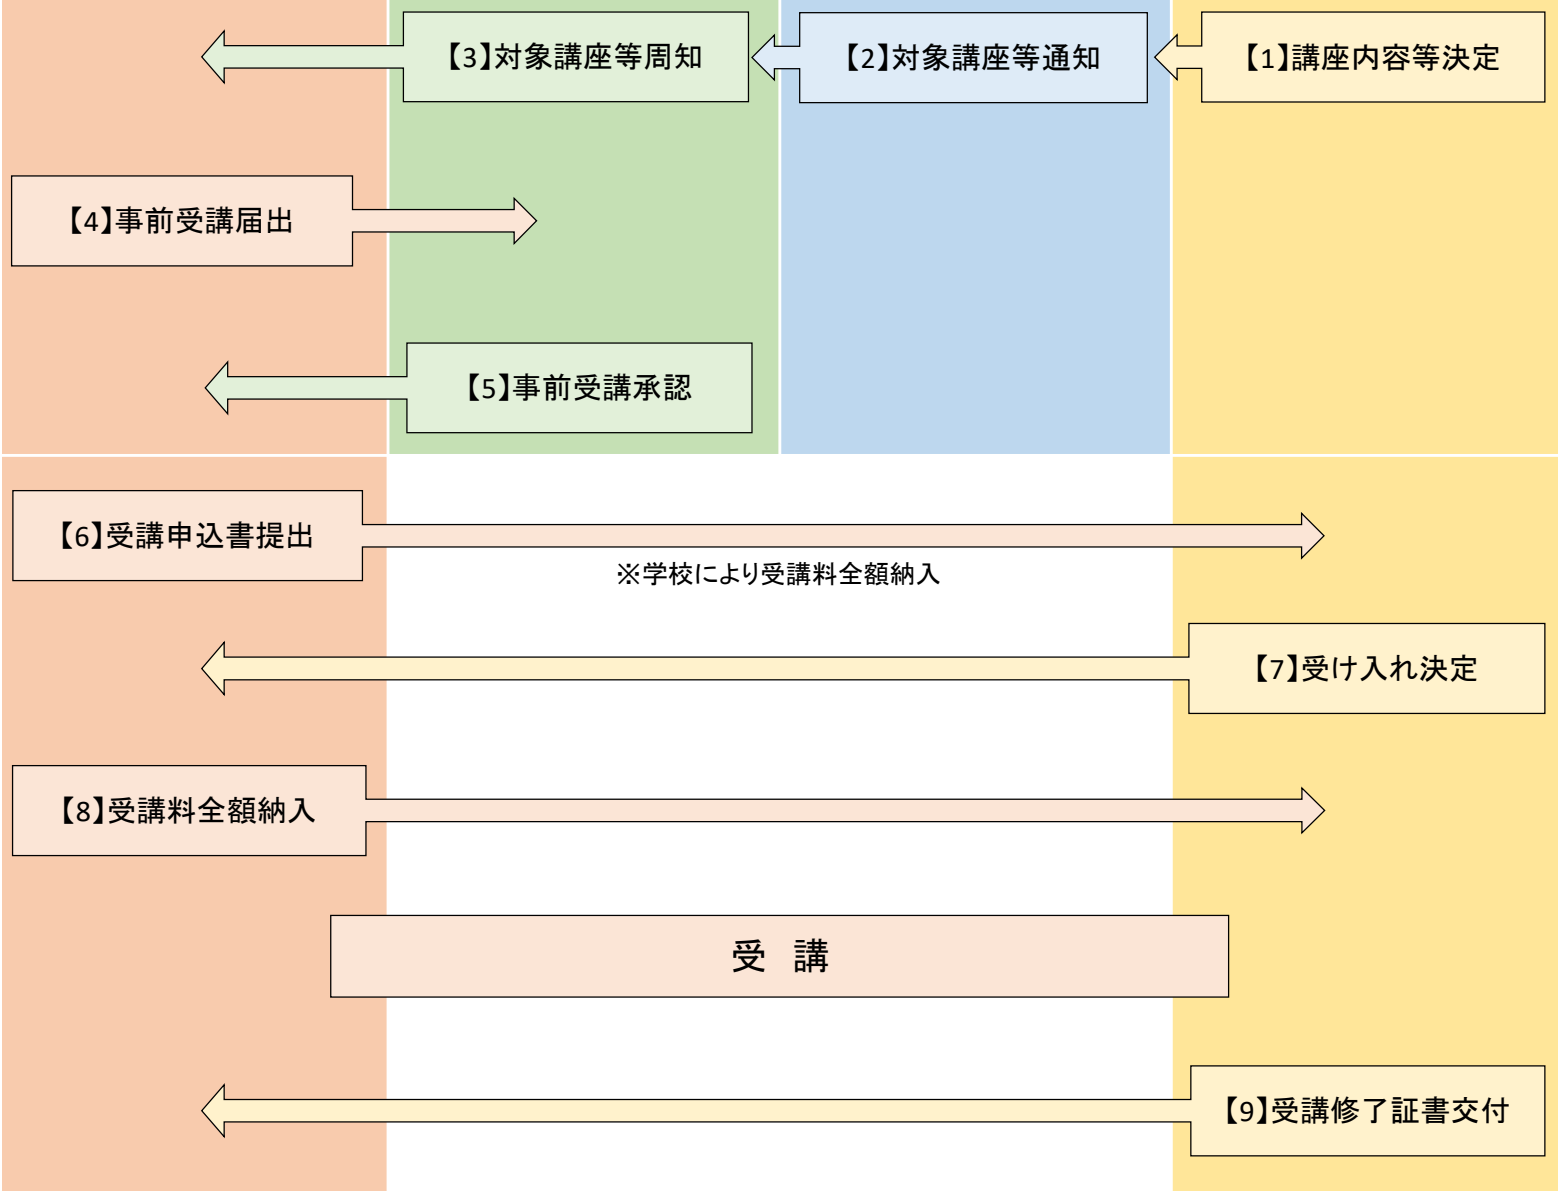 【3】対象講座等周知
【2】対象講座等通知
【1】講座内容等決定
【4】事前受講届出
【5】事前受講承認
【6】受講申込書提出
※学校により受講料全額納入
【7】受け入れ決定
【8】受講料全額納入
受　講
【9】受講修了証書交付